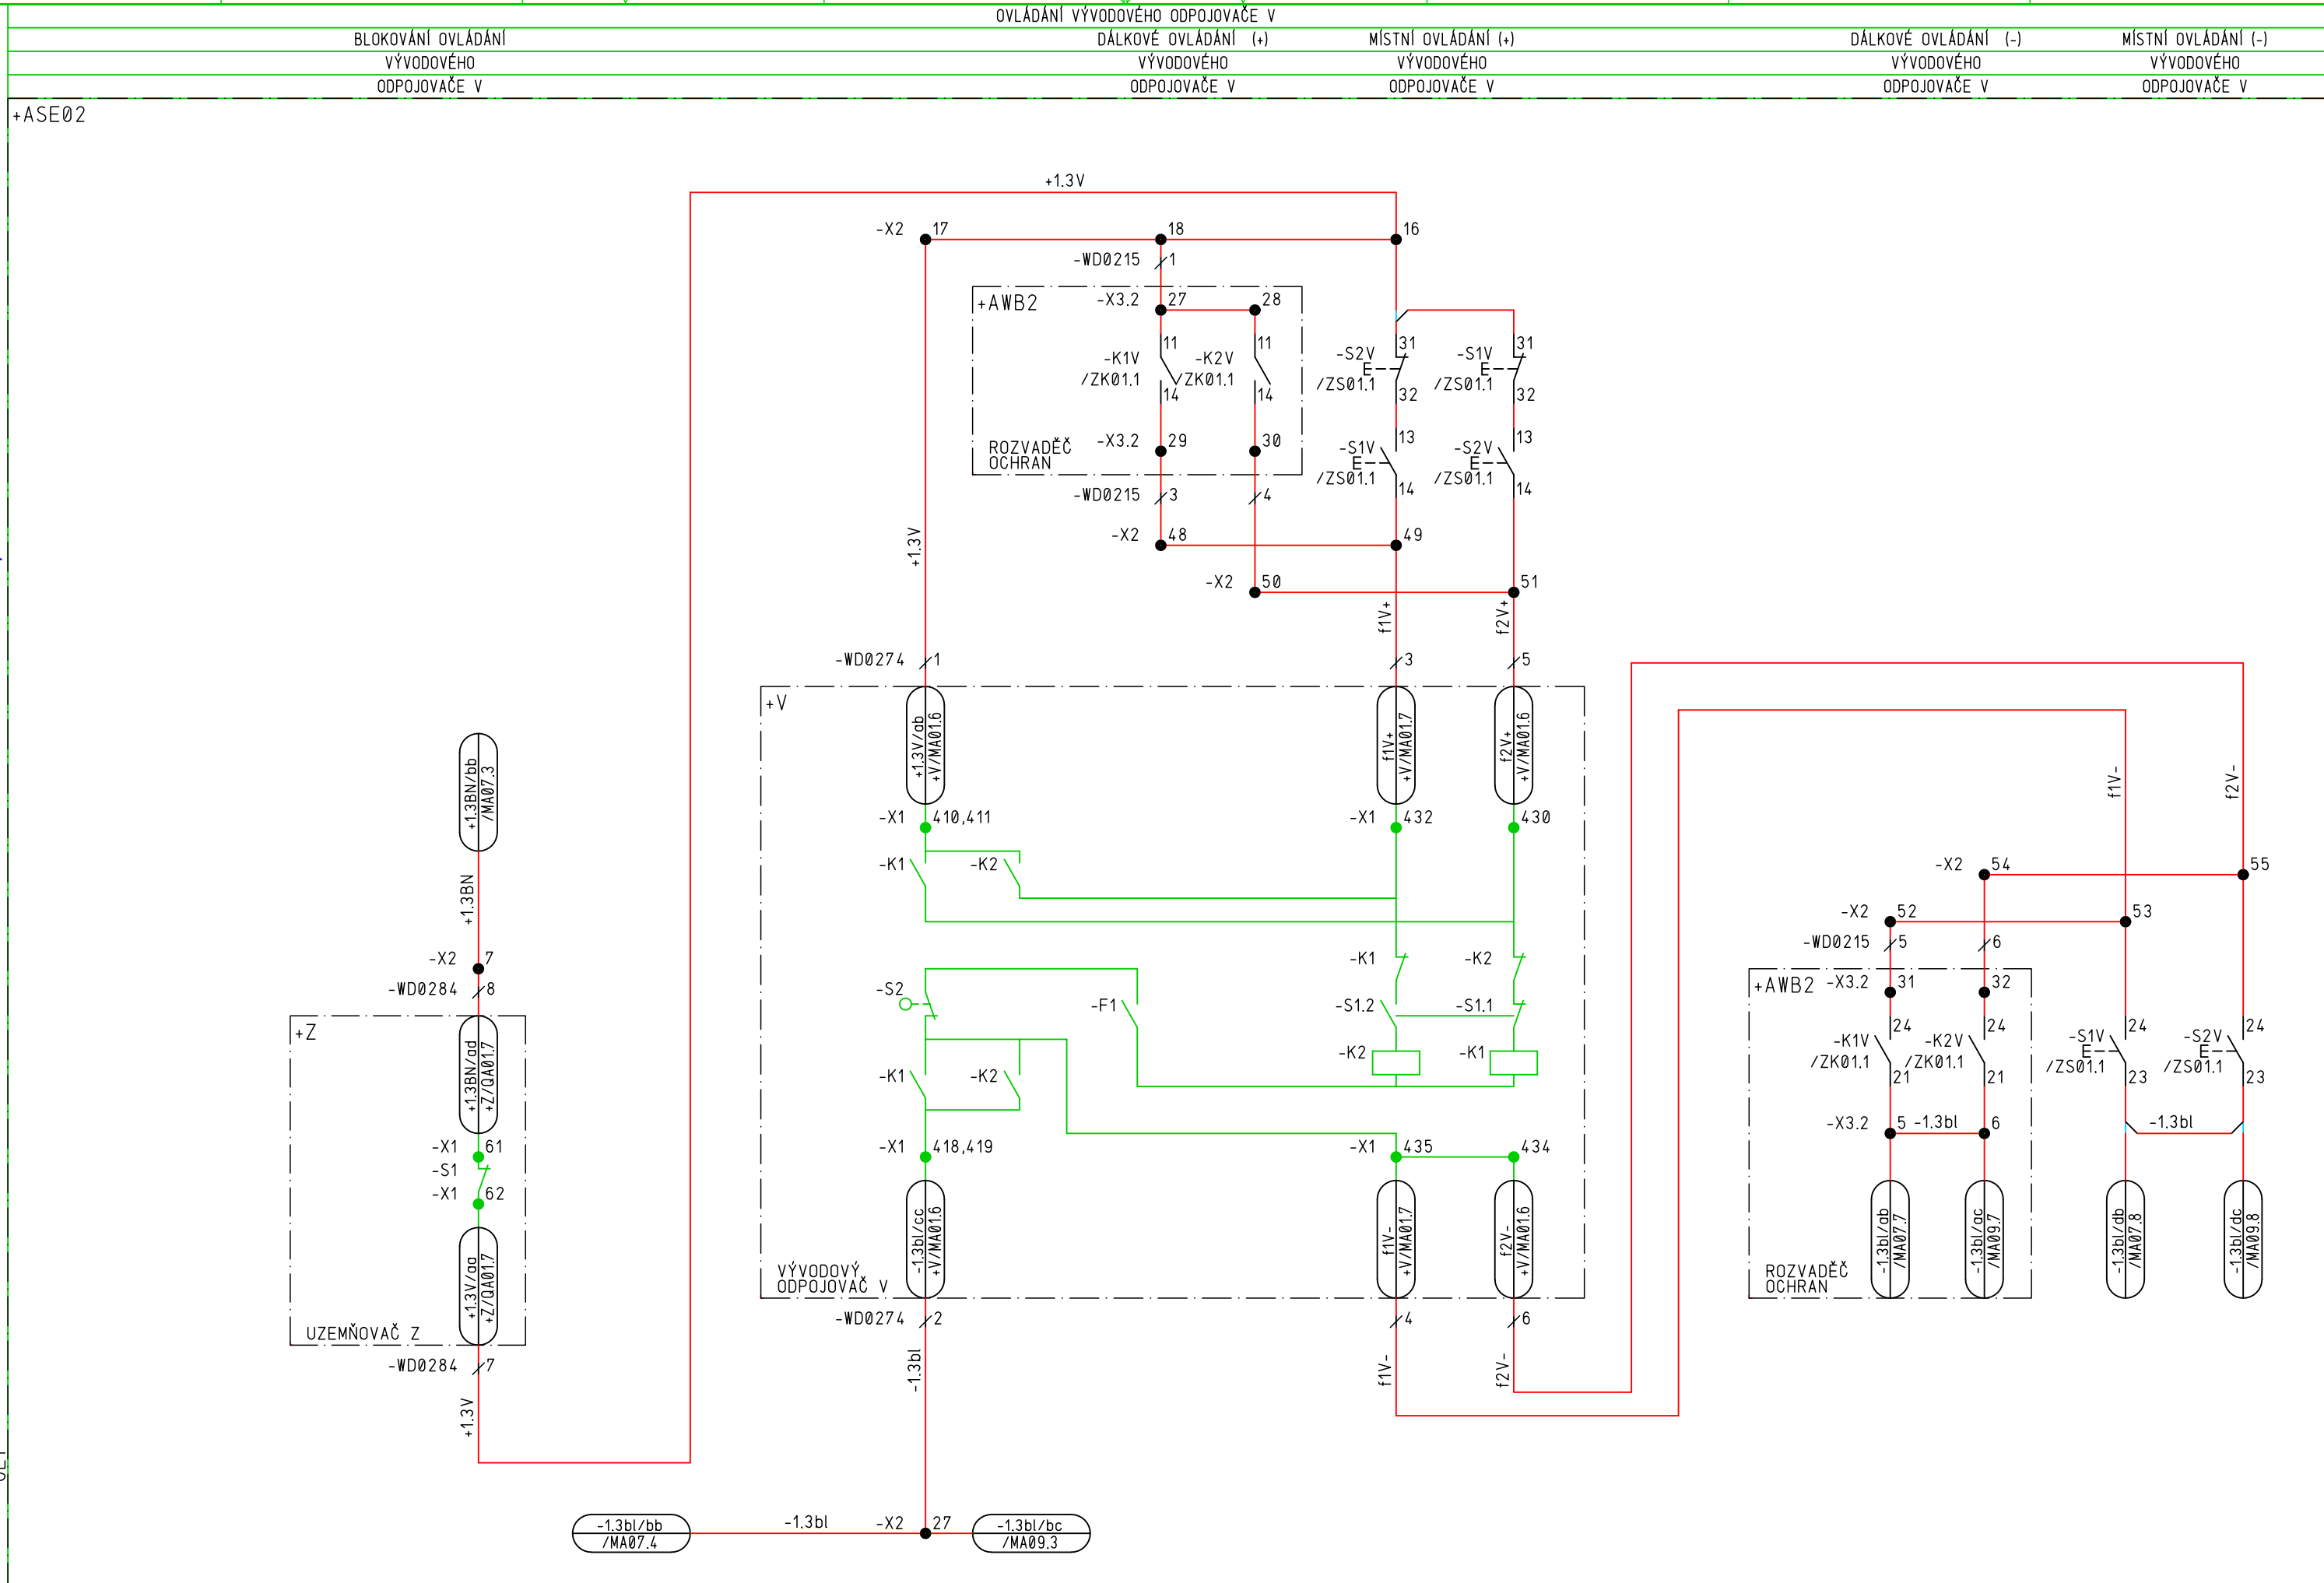 OVLÁDÁNÍ VÝVODOVÉHO ODPOJOVAČE V
BLOKOVÁNÍ OVLÁDÁNÍ
VÝVODOVÉHO
ODPOJOVAČE V
DÁLKOVÉ OVLÁDÁNÍ (+)
VÝVODOVÉHO
ODPOJOVAČE V
MÍSTNÍ OVLÁDÁNÍ (+)
VÝVODOVÉHO
ODPOJOVAČE V
DÁLKOVÉ OVLÁDÁNÍ (-)
VÝVODOVÉHO
ODPOJOVAČE V
MÍSTNÍ OVLÁDÁNÍ (-)
VÝVODOVÉHO
ODPOJOVAČE V
+ASE02
+1.3V
-X2 17 18 16
-WD0215 1
+AWB2 -X3.2 27 28
11 11 31 31
-K1V -K2V -S2V -S1V
/ZK01.1 /ZK01.1 /ZS01.1 /ZS01.1
14 14 32 32
-X3.2 29 30
ROZVADĚČ
OCHRAN
13 13
-S1V -S2V
/ZS01.1 /ZS01.1
14 14
-WD0215 3 4
-X2 48 49
-X2 50 51
+1.3V
f1V+
f2V+
-WD0274 1 3 5
+V
+1.3V/ab
+V/MA01.6
f1V+
+V/MA01.7
f2V+
+V/MA01.6
-X1 410,411 -X1 432 430
-K1 -K2
-K1 -K2
-S2 -F1 -S1.2 -S1.1
-K2 -K1
-K1 -K2
-X1 418,419 -X1 435 434
-1.3bl/cc
+V/MA01.6
f1V-
+V/MA01.7
f2V-
+V/MA01.6
VÝVODOVÝ
ODPOJOVAČ V
-WD0274 2 4 6
-1.3bl
f1V-
f2V-
-1.3bl/bb
/MA07.4
-1.3bl -X2 27
-1.3bl/bc
/MA09.3
+1.3BN/bb
/MA07.3
+1.3BN
-X2 7
-WD0284 8
+Z
+1.3BN/ad
+Z/QA01.7
-X1 61
-S1
-X1 62
+1.3V/aa
+Z/QA01.7
UZEMŇOVAČ Z
-WD0284 7
+1.3V
f1V-
f2V-
-X2 54 55
-X2 52 53
-WD0215 5 6
+AWB2 -X3.2 31 32
24 24 24 24
-K1V -K2V -S1V -S2V
/ZK01.1 /ZK01.1 /ZS01.1 /ZS01.1
21 21 23 23
-X3.2 5 -1.3bl 6 -1.3bl
-1.3bl/ab
/MA07.7
-1.3bl/ac
/MA09.7
-1.3bl/db
/MA07.8
-1.3bl/dc
/MA09.8
ROZVADĚČ
OCHRAN